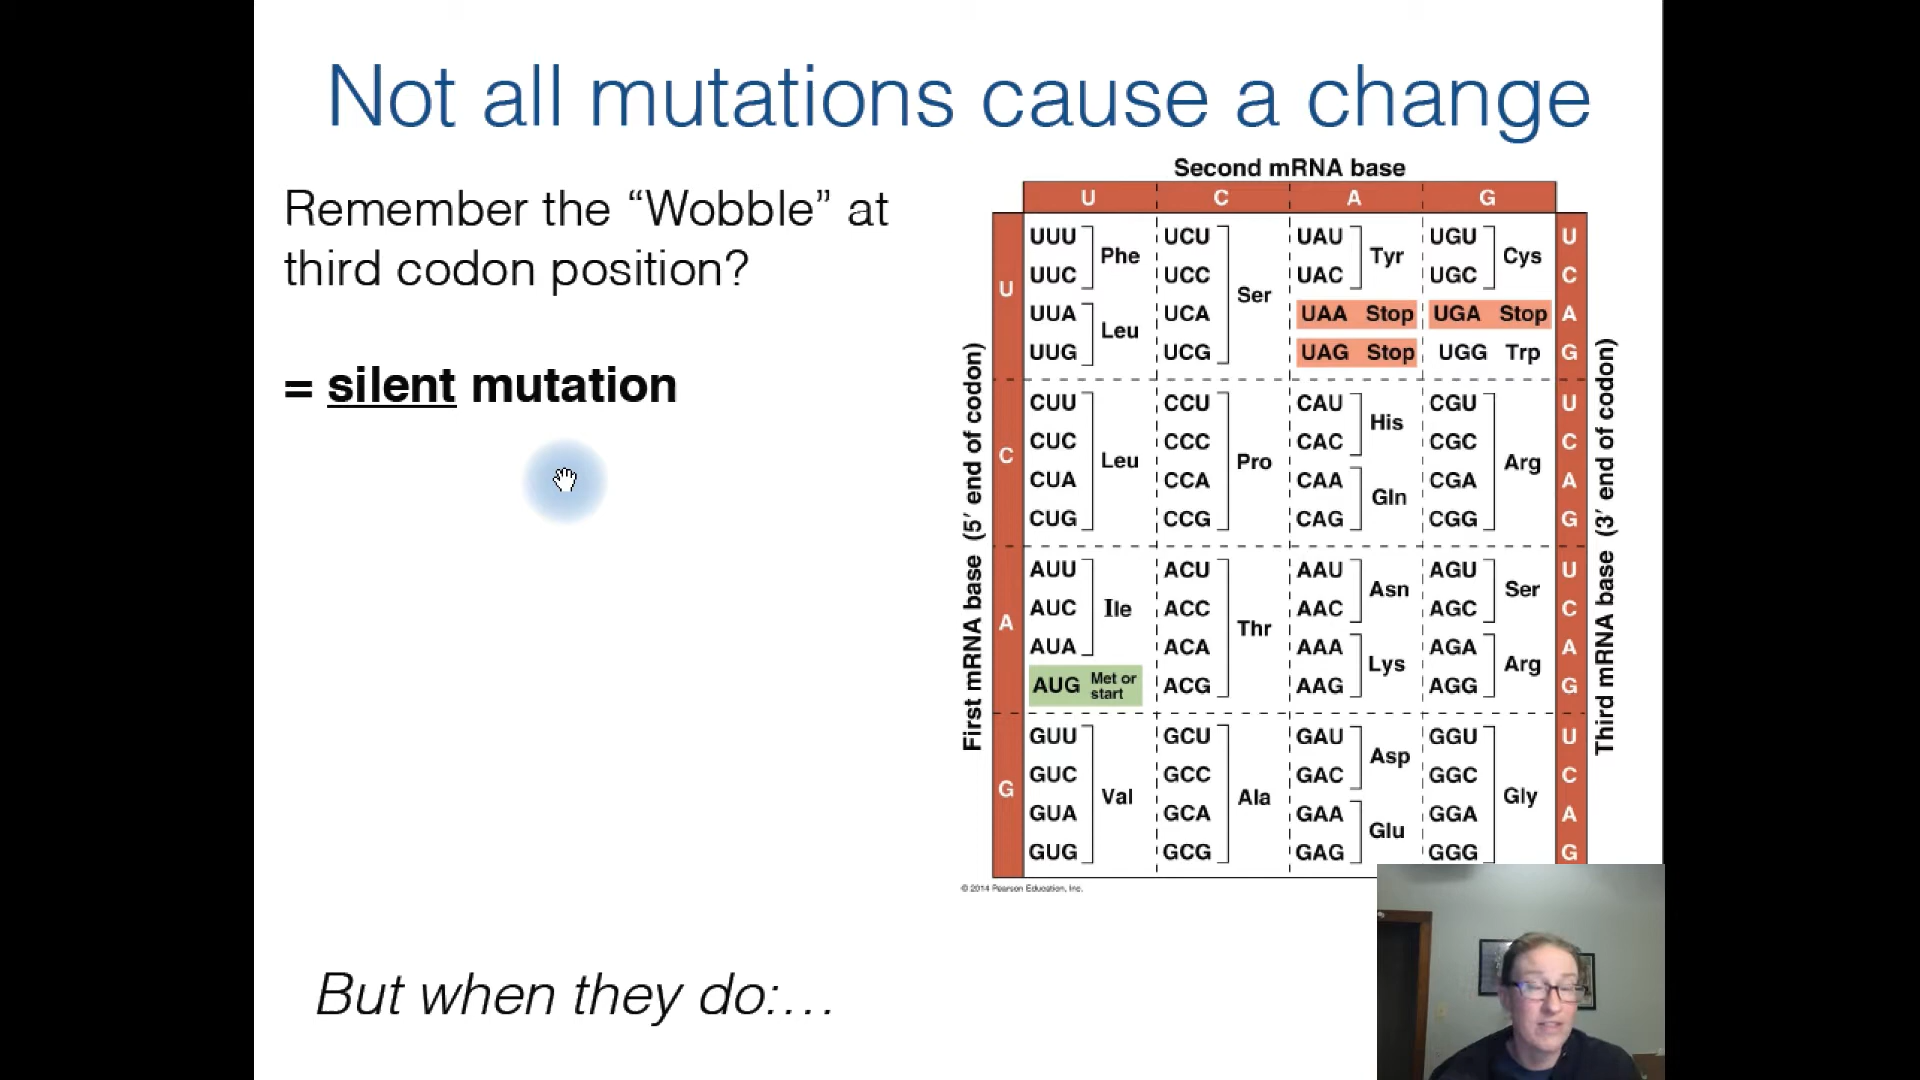 Not all mutations cause a change
Remember the “Wobble” at
third codon position?
= silent mutation
But when they do:…
Second mRNA base
U C A G
First mRNA base (5′ end of codon)
Third mRNA base (3′ end of codon)
U
UUU UCU UAU UGU U
Phe Tyr Cys
UUC UCC UAC UGC C
Ser
UUA UCA UAA Stop UGA Stop A
Leu
UUG UCG UAG Stop UGG Trp G
C
CUU CCU CAU CGU U
His
CUC CCC CAC CGC C
Leu Pro Arg
CUA CCA CAA CGA A
Gln
CUG CCG CAG CGG G
A
AUU ACU AAU AGU U
Asn Ser
AUC Ile ACC AAC AGC C
Thr
AUA ACA AAA AGA A
Lys Arg
AUG Met or start ACG AAG AGG G
G
GUU GCU GAU GGU U
Asp
GUC GCC GAC GGC C
Val Ala Gly
GUA GCA GAA GGA A
Glu
GUG GCG GAG GGG G
© 2014 Pearson Education, Inc.